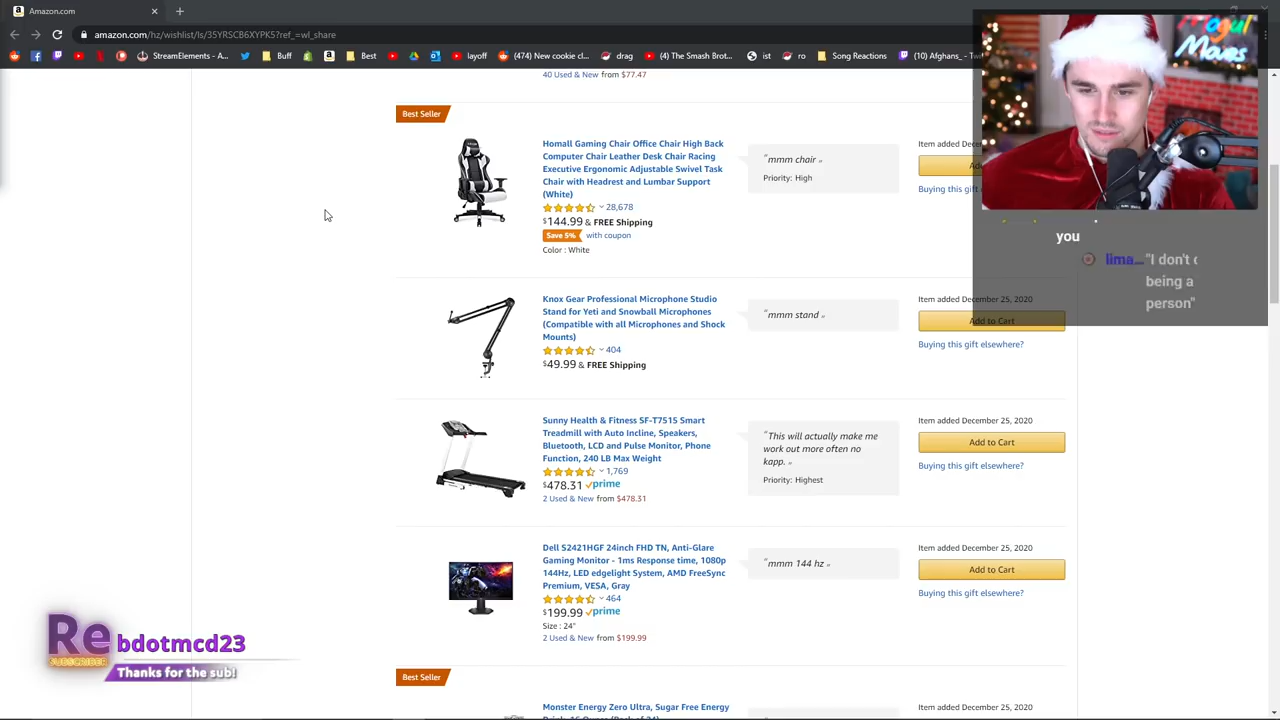 Amazon.com
amazon.com/hz/wishlist/ls/35YRSCB6XYPK5?ref_=wl_share
StreamElements - A...
Buff
Best
layoff
(474) New cookie cl...
drag
(4) The Smash Brot...
ist
ro
Song Reactions
(10) Afghans_ - Twi
Mogul
Moves
40 Used & New from $77.47
Best Seller
Homall Gaming Chair Office Chair High Back
Computer Chair Leather Desk Chair Racing
Executive Ergonomic Adjustable Swivel Task
Chair with Headrest and Lumbar Support
(White)
28,678
$144.99 & FREE Shipping
Save 5% with coupon
Color : White
"mmm chair"
Priority: High
Item added Decem
Buying this gift
you
lima... "I don't
being a
person"
Knox Gear Professional Microphone Studio
Stand for Yeti and Snowball Microphones
(Compatible with all Microphones and Shock
Mounts)
404
$49.99 & FREE Shipping
"mmm stand"
Item added December 25, 2020
Add to Cart
Buying this gift elsewhere?
Sunny Health & Fitness SF-T7515 Smart
Treadmill with Auto Incline, Speakers,
Bluetooth, LCD and Pulse Monitor, Phone
Function, 240 LB Max Weight
1,769
$478.31 prime
2 Used & New from $478.31
"This will actually make me
work out more often no
kapp."
Priority: Highest
Item added December 25, 2020
Add to Cart
Buying this gift elsewhere?
Dell S2421HGF 24inch FHD TN, Anti-Glare
Gaming Monitor - 1ms Response time, 1080p
144Hz, LED edgelight System, AMD FreeSync
Premium, VESA, Gray
464
$199.99 prime
Size : 24"
2 Used & New from $199.99
"mmm 144 hz"
Item added December 25, 2020
Add to Cart
Buying this gift elsewhere?
Re bdotmcd23
SUBSCRIBER
Thanks for the sub!
Best Seller
Monster Energy Zero Ultra, Sugar Free Energy